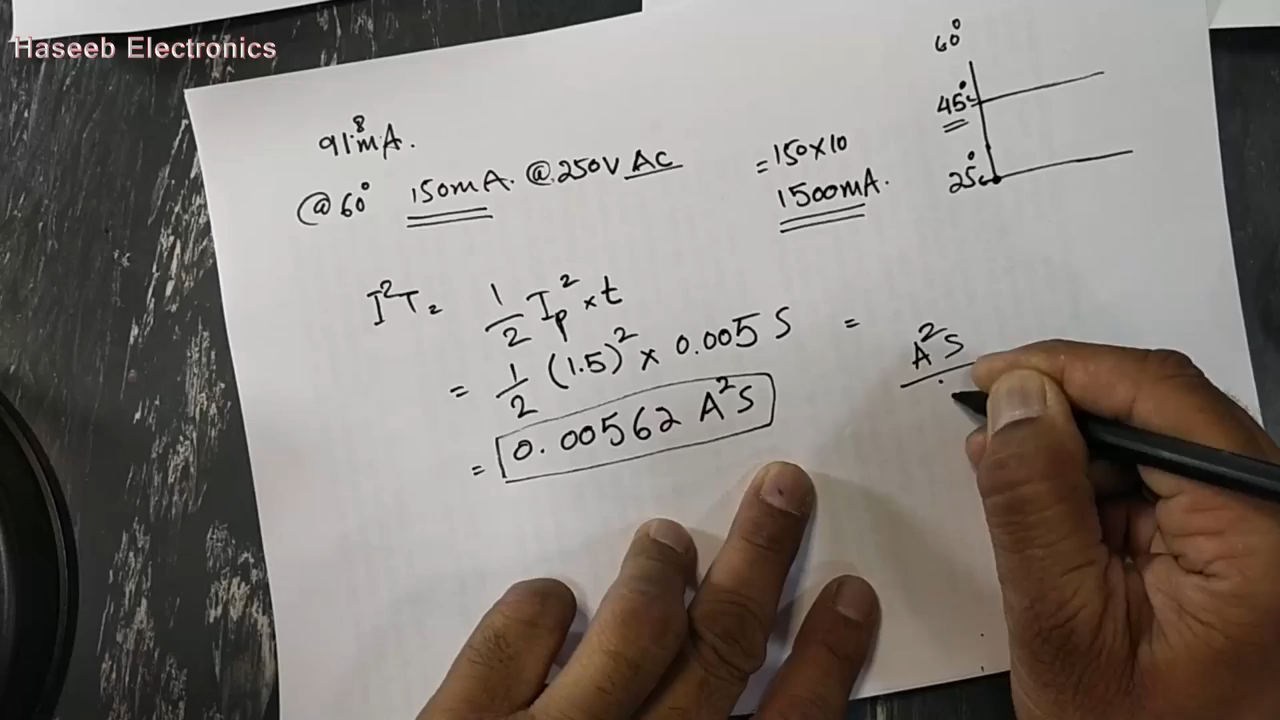 Haseeb Electronics
91.8mA.
@60° 150mA. @250V AC
= 150×10
1500mA.
60°
45°c
25°c
I²T = 1/2 Ip² × t
= 1/2 (1.5)² × 0.005 S =
= 0.00562 A²S
A²S